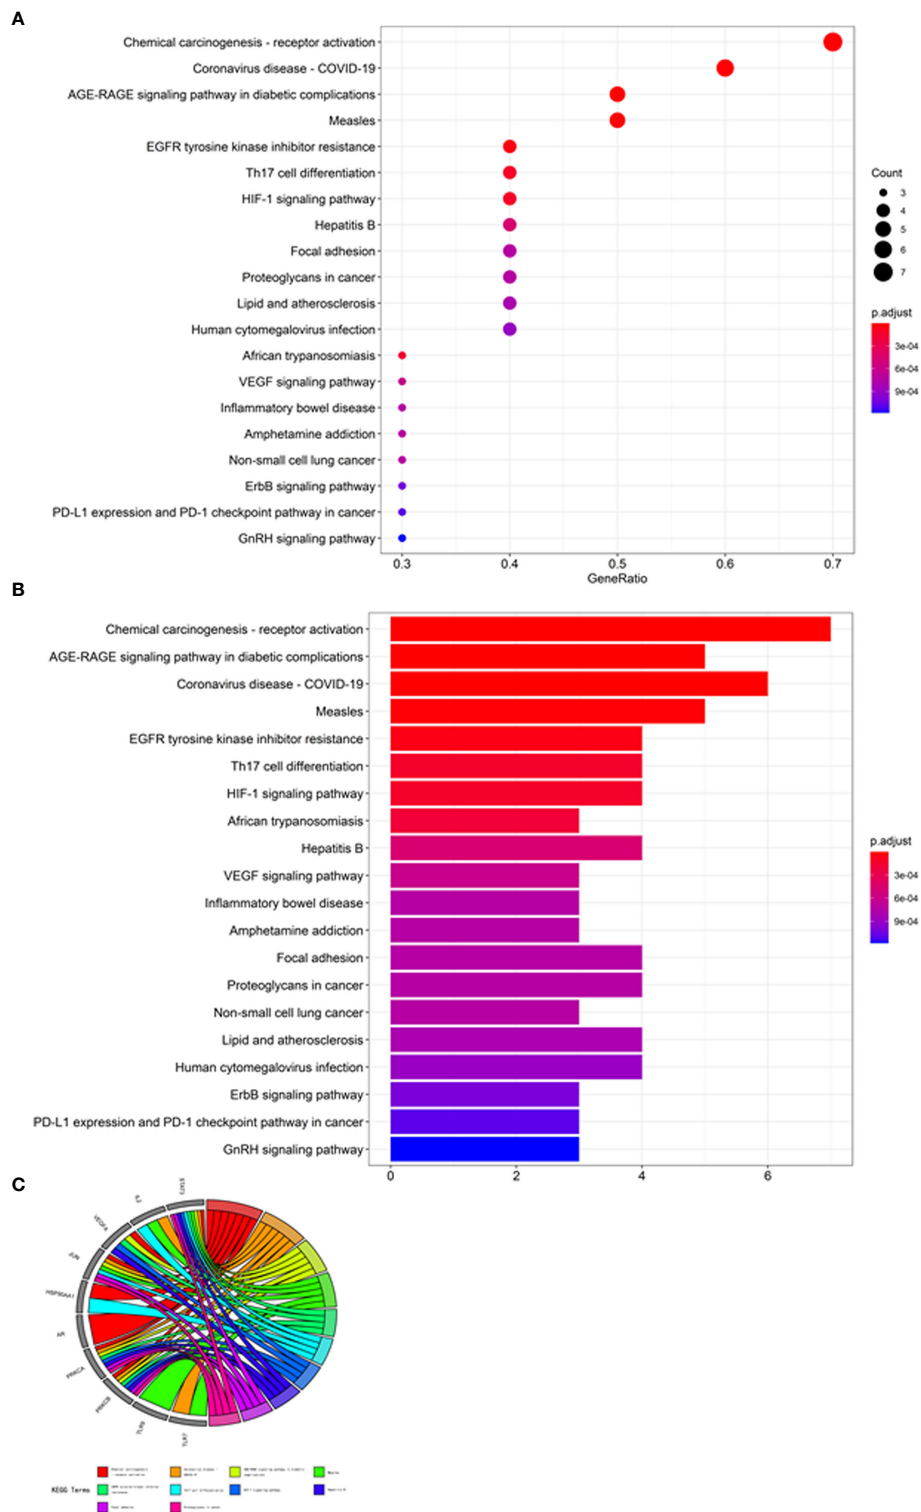 A
Chemical carcinogenesis - receptor activation
Coronavirus disease - COVID-19
AGE-RAGE signaling pathway in diabetic complications
Measles
EGFR tyrosine kinase inhibitor resistance
Th17 cell differentiation
HIF-1 signaling pathway
Hepatitis B
Focal adhesion
Proteoglycans in cancer
Lipid and atherosclerosis
Human cytomegalovirus infection
African trypanosomiasis
VEGF signaling pathway
Inflammatory bowel disease
Amphetamine addiction
Non-small cell lung cancer
ErbB signaling pathway
PD-L1 expression and PD-1 checkpoint pathway in cancer
GnRH signaling pathway
0.3 0.4 0.5 0.6 0.7
GeneRatio
Count
3
4
5
6
7
p.adjust
3e-04
6e-04
9e-04
B
Chemical carcinogenesis - receptor activation
AGE-RAGE signaling pathway in diabetic complications
Coronavirus disease - COVID-19
Measles
EGFR tyrosine kinase inhibitor resistance
Th17 cell differentiation
HIF-1 signaling pathway
African trypanosomiasis
Hepatitis B
VEGF signaling pathway
Inflammatory bowel disease
Amphetamine addiction
Focal adhesion
Proteoglycans in cancer
Non-small cell lung cancer
Lipid and atherosclerosis
Human cytomegalovirus infection
ErbB signaling pathway
PD-L1 expression and PD-1 checkpoint pathway in cancer
GnRH signaling pathway
0 2 4 6
p.adjust
3e-04
6e-04
9e-04
C
STAT3
IL2
VEGFA
JUN
HSP90AA1
AR
PRKCA
PRKCB
TLR9
TLR7
KEGG Terms